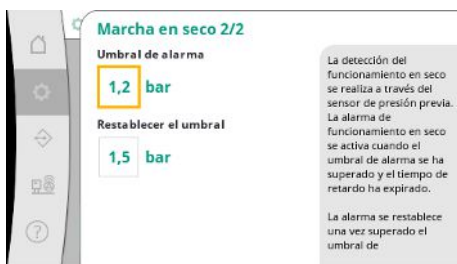 Marcha en seco 2/2
Umbral de alarma
1,2 bar
Restablecer el umbral
1,5 bar
La detección del
funcionamiento en seco
se realiza a través del
sensor de presión previa.
La alarma de
funcionamiento en seco
se activa cuando el
umbral de alarma se ha
superado y el tiempo de
retardo ha expirado.
La alarma se restablece
una vez superado el
umbral de